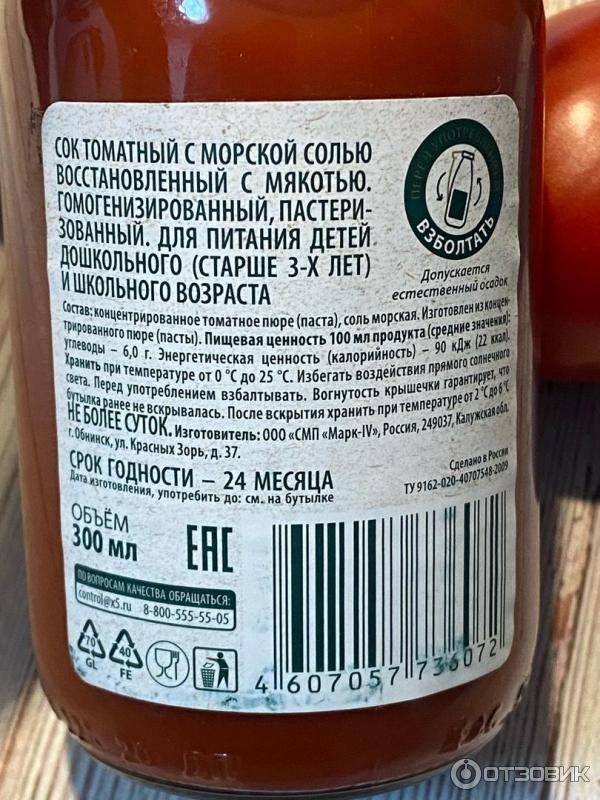 СОК ТОМАТНЫЙ С МОРСКОЙ СОЛЬЮ
ВОССТАНОВЛЕННЫЙ С МЯКОТЬЮ.
ГОМОГЕНИЗИРОВАННЫЙ, ПАСТЕРИ-
ЗОВАННЫЙ. ДЛЯ ПИТАНИЯ ДЕТЕЙ
ДОШКОЛЬНОГО (СТАРШЕ 3-Х ЛЕТ)
И ШКОЛЬНОГО ВОЗРАСТА
ПЕРЕД УПОТРЕБЛЕНИЕМ
ВЗБОЛТАТЬ
Допускается
естественный осадок
Состав: концентрированное томатное пюре (паста), соль морская. Изготовлен из концен-
трированного пюре (пасты). Пищевая ценность 100 мл продукта (средние значения):
углеводы – 6,0 г. Энергетическая ценность (калорийность) – 90 кДж (22 ккал).
Хранить при температуре от 0 °С до 25 °С. Избегать воздействия прямого солнечного
света. Перед употреблением взбалтывать. Вогнутость крышечки гарантирует, что
бутылка ранее не вскрывалась. После вскрытия хранить при температуре от 2 °С до 6 °С
НЕ БОЛЕЕ СУТОК. Изготовитель: ООО «СМП «Марк-IV», Россия, 249037, Калужская обл.
г. Обнинск, ул. Красных Зорь, д. 37.
СРОК ГОДНОСТИ – 24 МЕСЯЦА
Дата изготовления, употребить до: см. на бутылке
Сделано в России
ТУ 9162-020-40707548-2009
ОБЪЁМ
300 мл
ЕАС
ПО ВОПРОСАМ КАЧЕСТВА ОБРАЩАТЬСЯ:
control@x5.ru 8-800-555-55-05
70
GL
40
FE
4 607057 736072
ОТЗОВИК